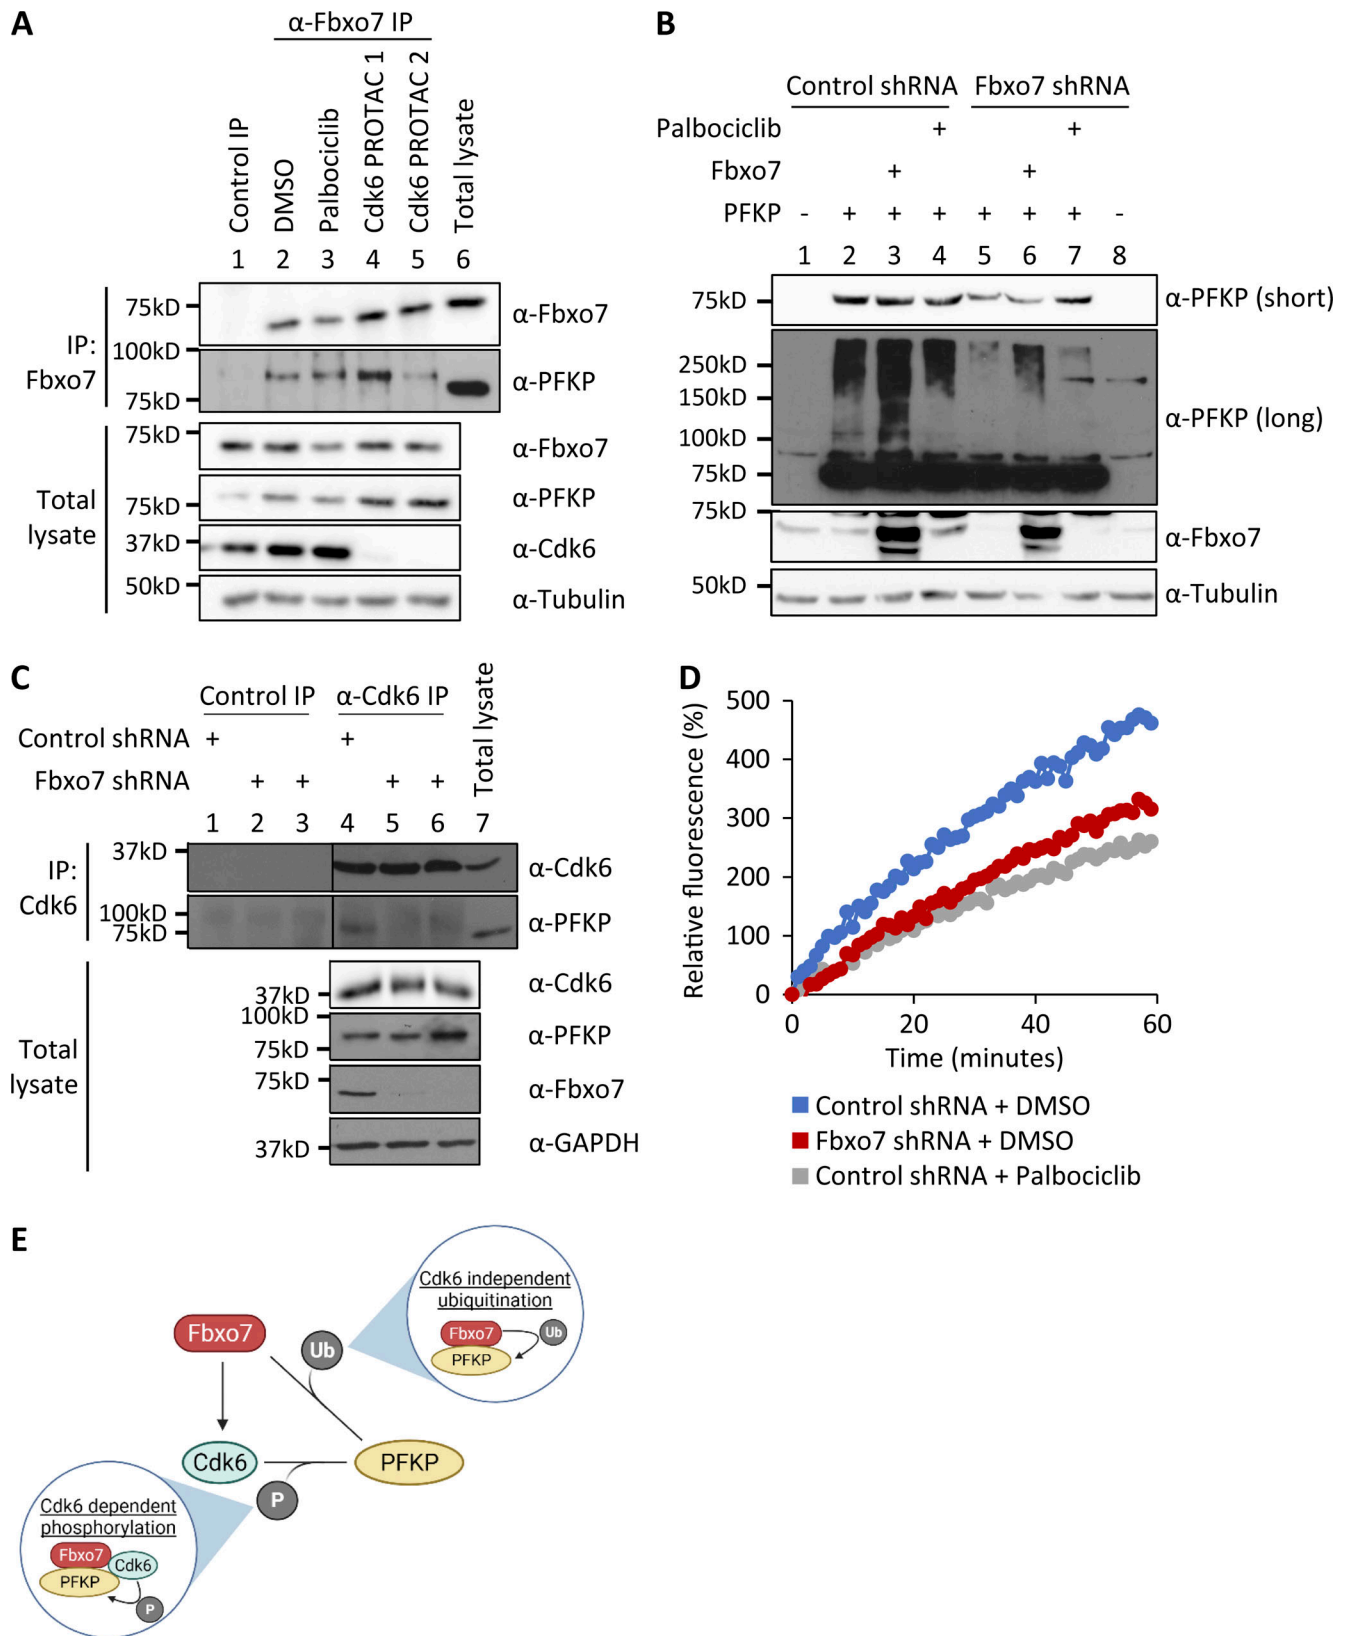 A
α-Fbxo7 IP
Control IP
DMSO
Palbociclib
Cdk6 PROTAC 1
Cdk6 PROTAC 2
Total lysate
1 2 3 4 5 6
IP:
Fbxo7
75kD
α-Fbxo7
100kD
75kD
α-PFKP
Total
lysate
75kD
α-Fbxo7
75kD
α-PFKP
37kD
α-Cdk6
50kD
α-Tubulin
B
Control shRNA Fbxo7 shRNA
Palbociclib + +
Fbxo7 + +
PFKP - + + + + + + -
1 2 3 4 5 6 7 8
75kD
α-PFKP (short)
250kD
150kD
100kD
75kD
α-PFKP (long)
75kD
α-Fbxo7
50kD
α-Tubulin
C
Control IP α-Cdk6 IP
Total lysate
Control shRNA + +
Fbxo7 shRNA + + + +
1 2 3 4 5 6 7
IP:
Cdk6
37kD
α-Cdk6
100kD
75kD
α-PFKP
Total
lysate
37kD
α-Cdk6
100kD
75kD
α-PFKP
75kD
α-Fbxo7
37kD
α-GAPDH
D
Relative fluorescence (%)
500
400
300
200
100
0
0 20 40 60
Time (minutes)
Control shRNA + DMSO
Fbxo7 shRNA + DMSO
Control shRNA + Palbociclib
E
Cdk6 independent
ubiquitination
Fbxo7
Ub
PFKP
Fbxo7
Ub
Cdk6
PFKP
P
Cdk6 dependent
phosphorylation
Fbxo7
Cdk6
PFKP
P